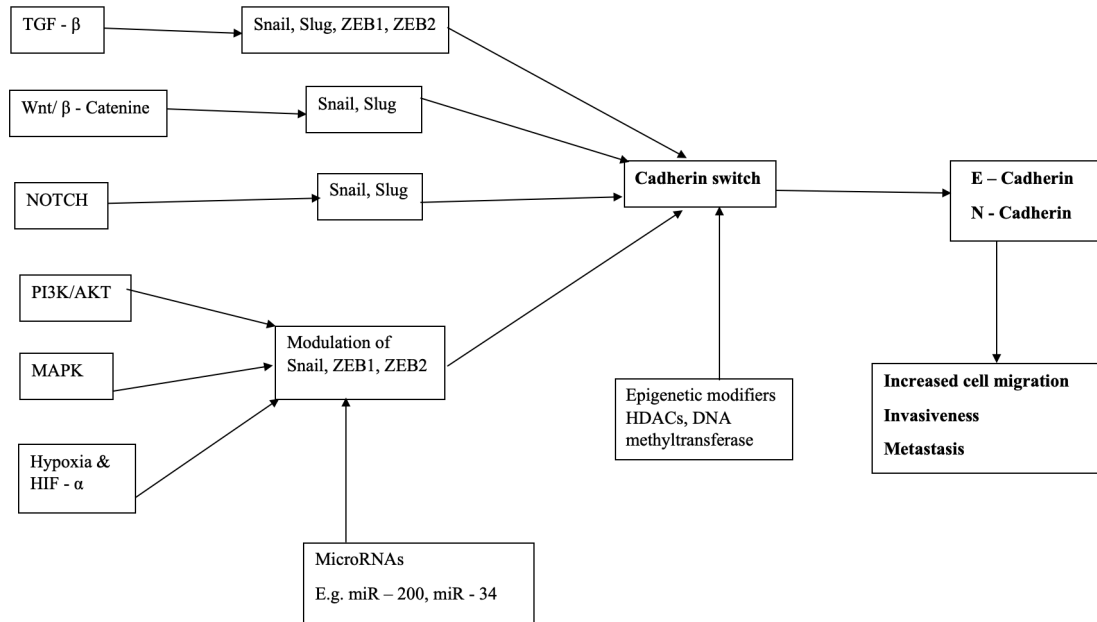 TGF - β
Snail, Slug, ZEB1, ZEB2
Wnt/ β - Catenine
Snail, Slug
NOTCH
Snail, Slug
Cadherin switch
E – Cadherin
N - Cadherin
PI3K/AKT
MAPK
Hypoxia &
HIF - α
Modulation of
Snail, ZEB1, ZEB2
MicroRNAs
E.g. miR – 200, miR - 34
Epigenetic modifiers
HDACs, DNA
methyltransferase
Increased cell migration
Invasiveness
Metastasis